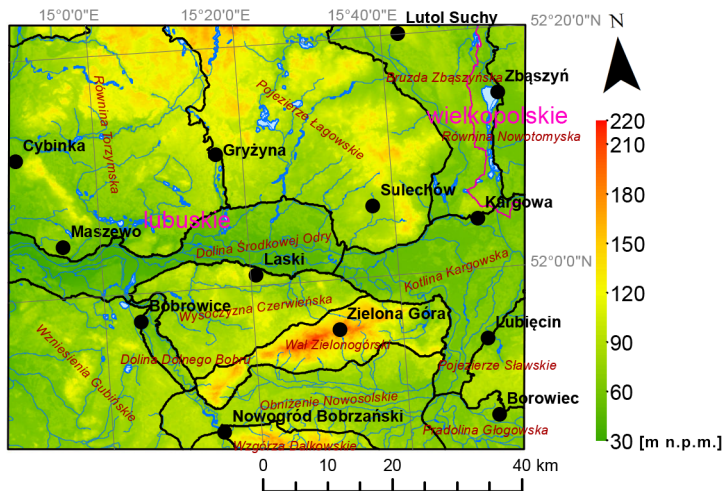 15°0'0"E 15°20'0"E 15°40'0"E Lutol Suchy 52°20'0"N N
Bruzda Zbąszyńska Zbąszyń
Równina Torzymska
Pojezierze Łagowskie
wielkopolskie
Równina Nowotomyska
Cybinka
Gryżyna
Sulechów
Kargowa
lubuskie
Maszewo
Dolina Środkowej Odry
Laski
52°0'0"N
Kotlina Kargowska
Bobrowice
Wysoczyzna Czerwieńska
Zielona Góra
Lubięcin
Wał Zielonogórski
Wzniesienia Gubińskie
Dolina Dolnego Bobru
Pojezierze Sławskie
Obniżenie Nowosolskie
Borowiec
Nowogród Bobrzański
Pradolina Głogowska
Wzgórza Dalkowskie
220
210
180
150
120
90
60
30 [m n.p.m.]
0 10 20 40 km